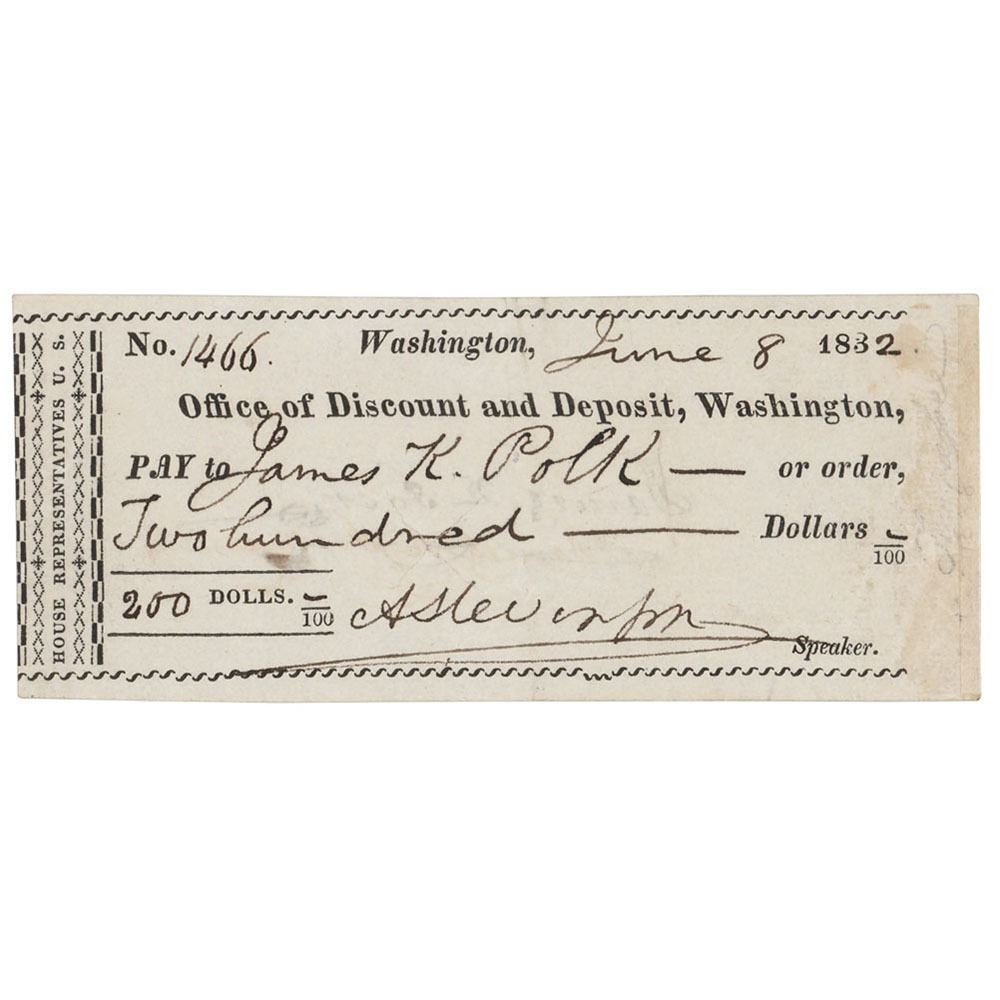 HOUSE REPRESENTATIVES U. S.
No. 1466. Washington, June 8 1832.
Office of Discount and Deposit, Washington,
PAY to James K. Polk — or order,
Two hundred — Dollars –/100
200 DOLLS. –/100 AStevenson
Speaker.